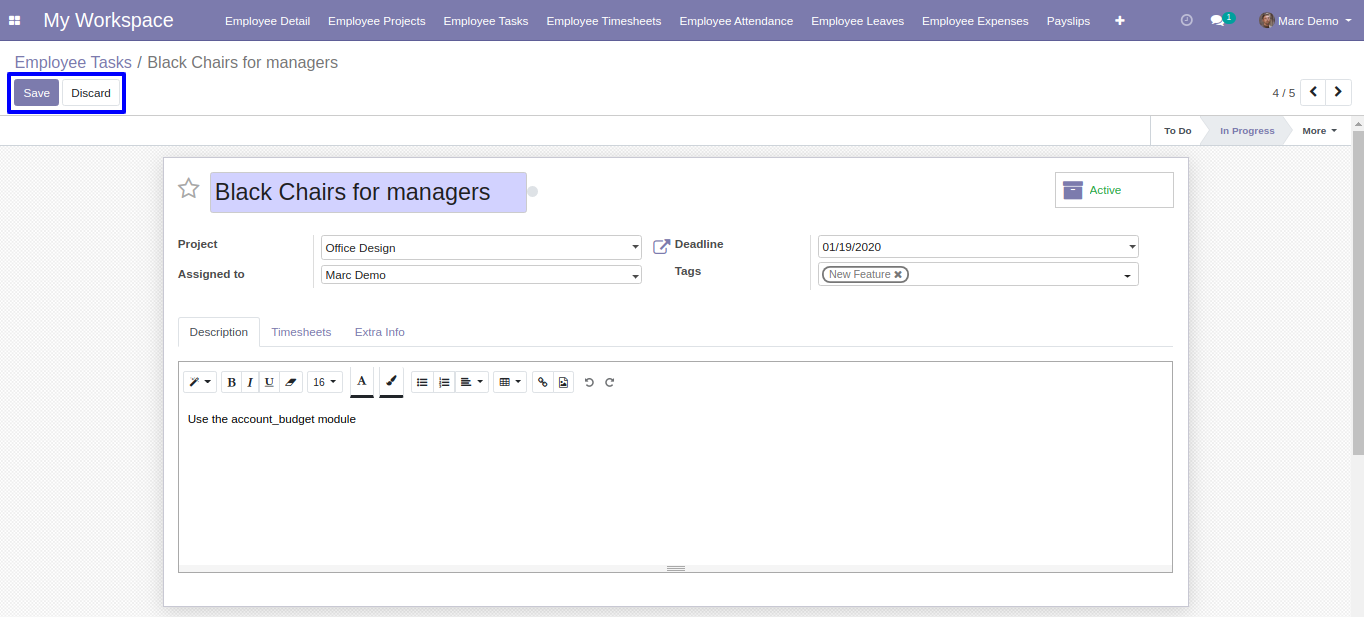 My Workspace Employee Detail Employee Projects Employee Tasks Employee Timesheets Employee Attendance Employee Leaves Employee Expenses Payslips 1 Marc Demo
Employee Tasks / Black Chairs for managers
Save Discard 4 / 5
To Do In Progress More
Black Chairs for managers Active
Project Office Design Deadline 01/19/2020
Assigned to Marc Demo Tags New Feature
Description Timesheets Extra Info
B I U 16 A
Use the account_budget module